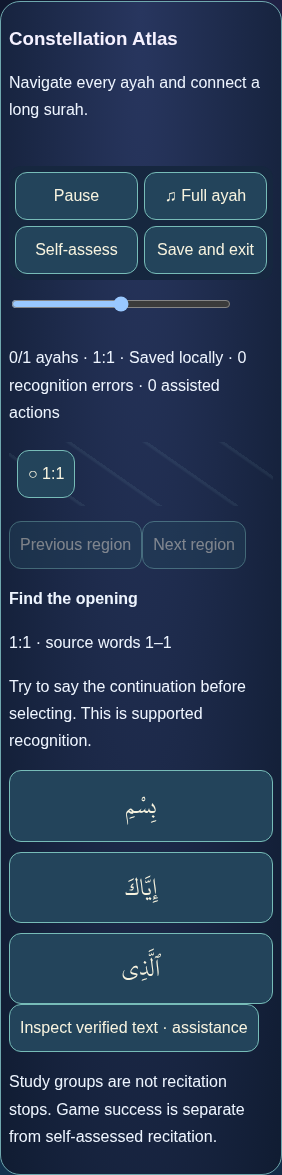 Constellation Atlas
Navigate every ayah and connect a
long surah.
Pause
♫ Full ayah
Self-assess
Save and exit
0/1 ayahs · 1:1 · Saved locally · 0
recognition errors · 0 assisted
actions
○ 1:1
Previous region
Next region
Find the opening
1:1 · source words 1–1
Try to say the continuation before
selecting. This is supported
recognition.
بِسْمِ
إِيَّاكَ
ٱلَّذِى
Inspect verified text · assistance
Study groups are not recitation
stops. Game success is separate
from self-assessed recitation.